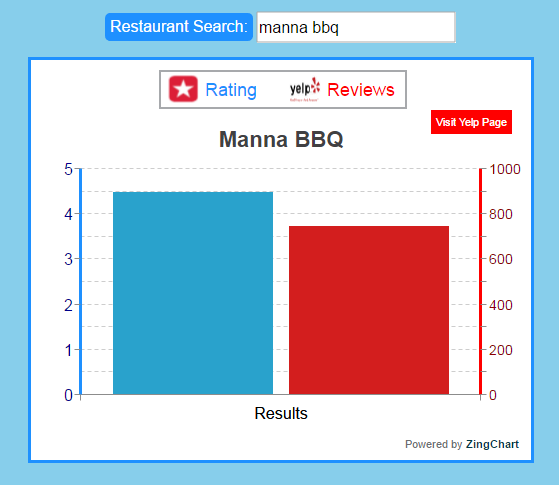 Restaurant Search: manna bbq
Rating yelp Reviews
Visit Yelp Page
Manna BBQ
5 1000
4 800
3 600
2 400
1 200
0 0
Results
Powered by ZingChart